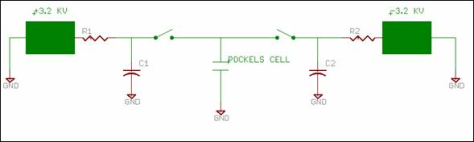 +3.2 KV
R1
C1
GND
GND
POCKELS CELL
GND
C2
GND
R2
+3.2 KV
GND